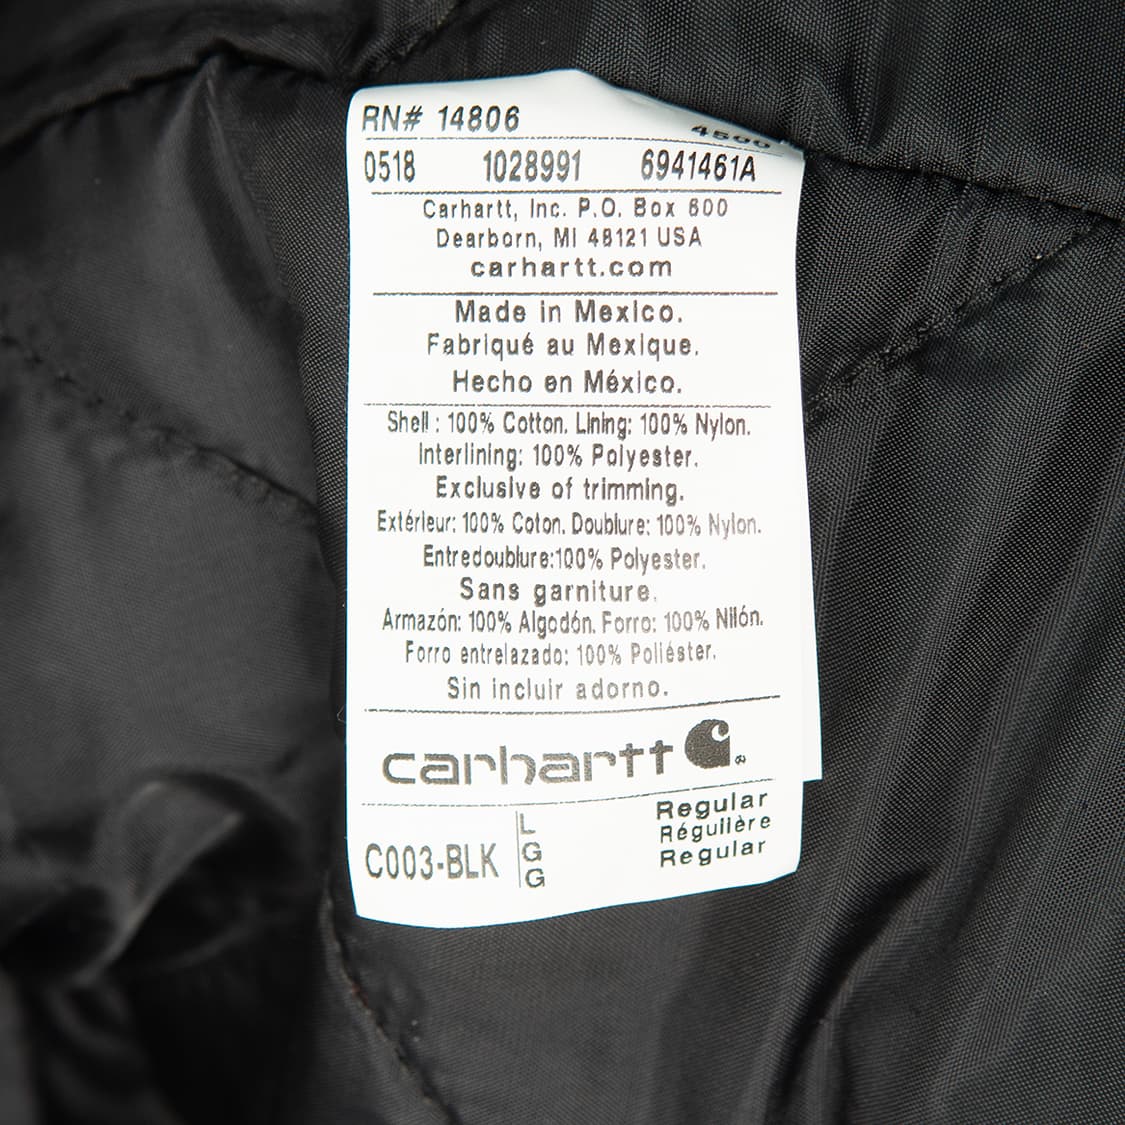 RN# 14806 4500
0518 1028991 6941461A
Carhartt, Inc. P.O. Box 600
Dearborn, MI 48121 USA
carhartt.com
Made in Mexico.
Fabriqué au Mexique.
Hecho en México.
Shell : 100% Cotton. Lining: 100% Nylon.
Interlining: 100% Polyester.
Exclusive of trimming.
Extérieur: 100% Coton. Doublure: 100% Nylon.
Entredoublure:100% Polyester.
Sans garniture.
Armazón: 100% Algodón. Forro: 100% Nilón.
Forro entrelazado: 100% Poliéster.
Sin incluir adorno.
carhartt ®
C003-BLK L Regular
G Régulière
G Regular